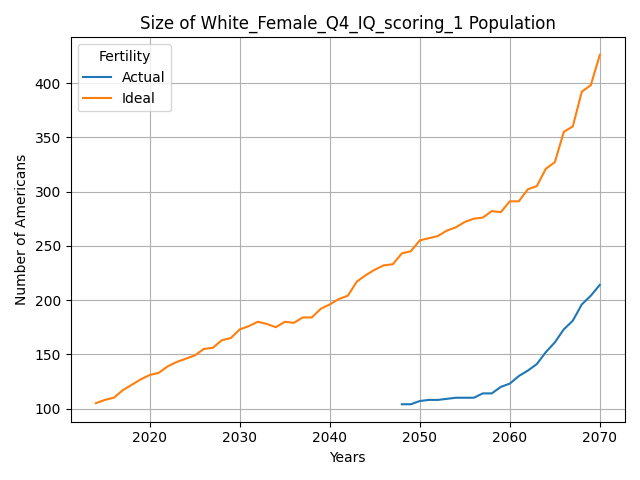 Size of White_Female_Q4_IQ_scoring_1 Population
Fertility
Actual
Ideal
Number of Americans
400
350
300
250
200
150
100
2020 2030 2040 2050 2060 2070
Years